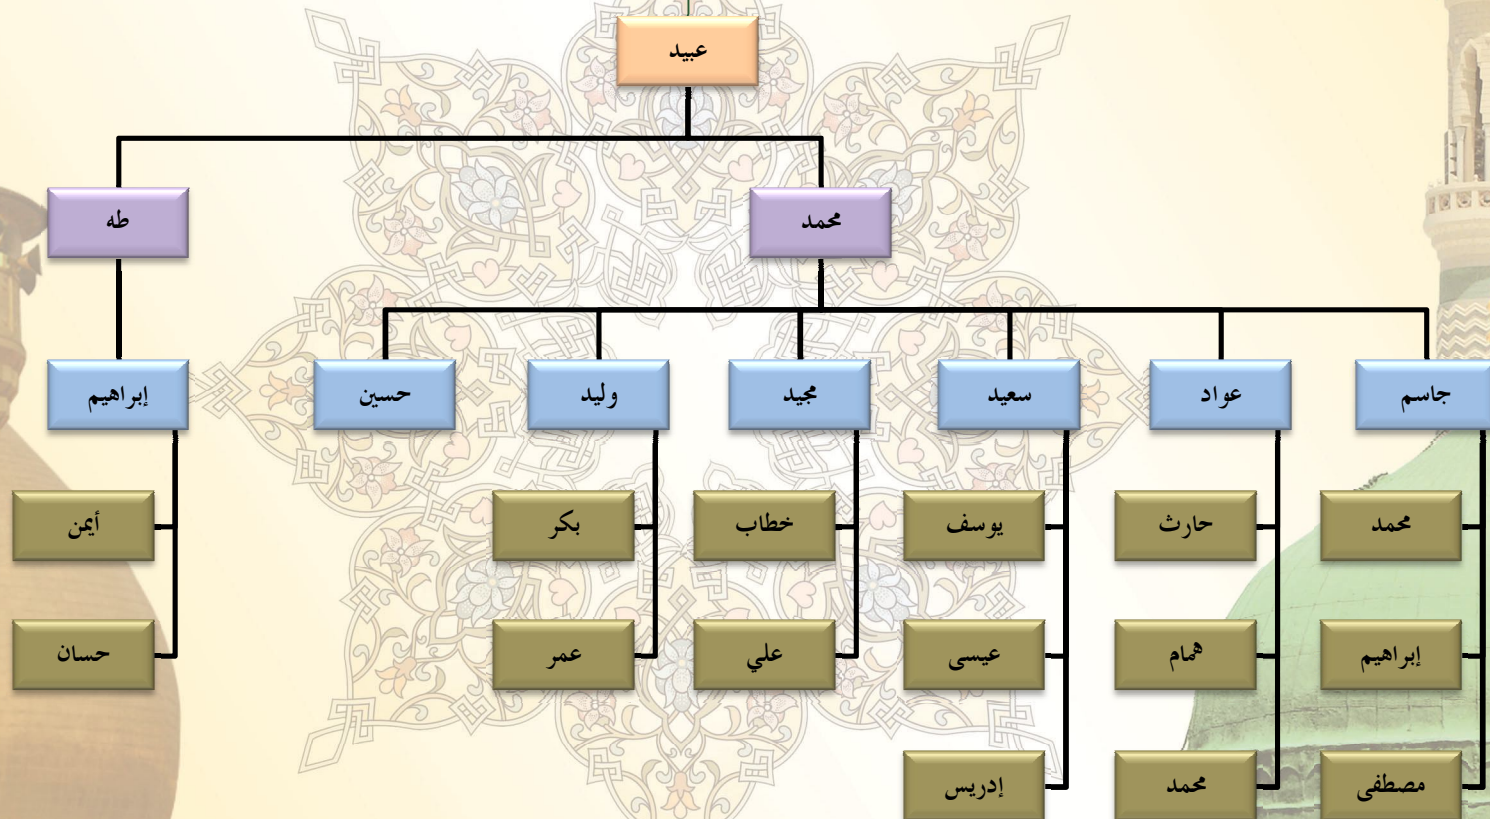 عبيد
محمد
طه
جاسم
عواد
سعيد
مجيد
وليد
حسين
إبراهيم
محمد
حارث
يوسف
خطاب
بكر
أيمن
إبراهيم
همام
عيسى
علي
عمر
حسان
مصطفى
محمد
إدريس